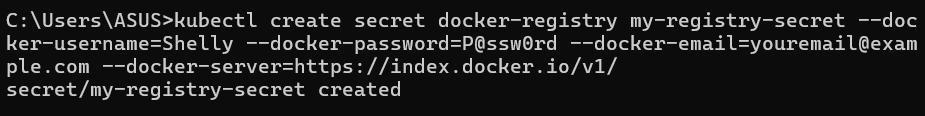 C:\Users\ASUS>kubectl create secret docker-registry my-registry-secret --doc
ker-username=Shelly --docker-password=P@ssw0rd --docker-email=youremail@exam
ple.com --docker-server=https://index.docker.io/v1/
secret/my-registry-secret created